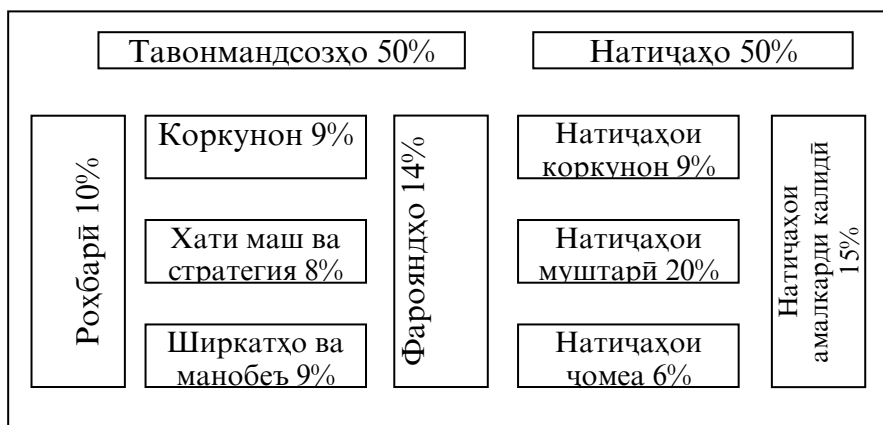 Тавонмандсозҳо 50%
Натиҷаҳо 50%
Роҳбарӣ 10%
Коркунон 9%
Хати маш ва
стратегия 8%
Ширкатҳо ва
манобеъ 9%
Фарояндҳо 14%
Натиҷаҳои
коркунон 9%
Натиҷаҳои
муштарӣ 20%
Натиҷаҳои
ҷомеа 6%
Натиҷаҳои
амалкарди калидӣ
15%